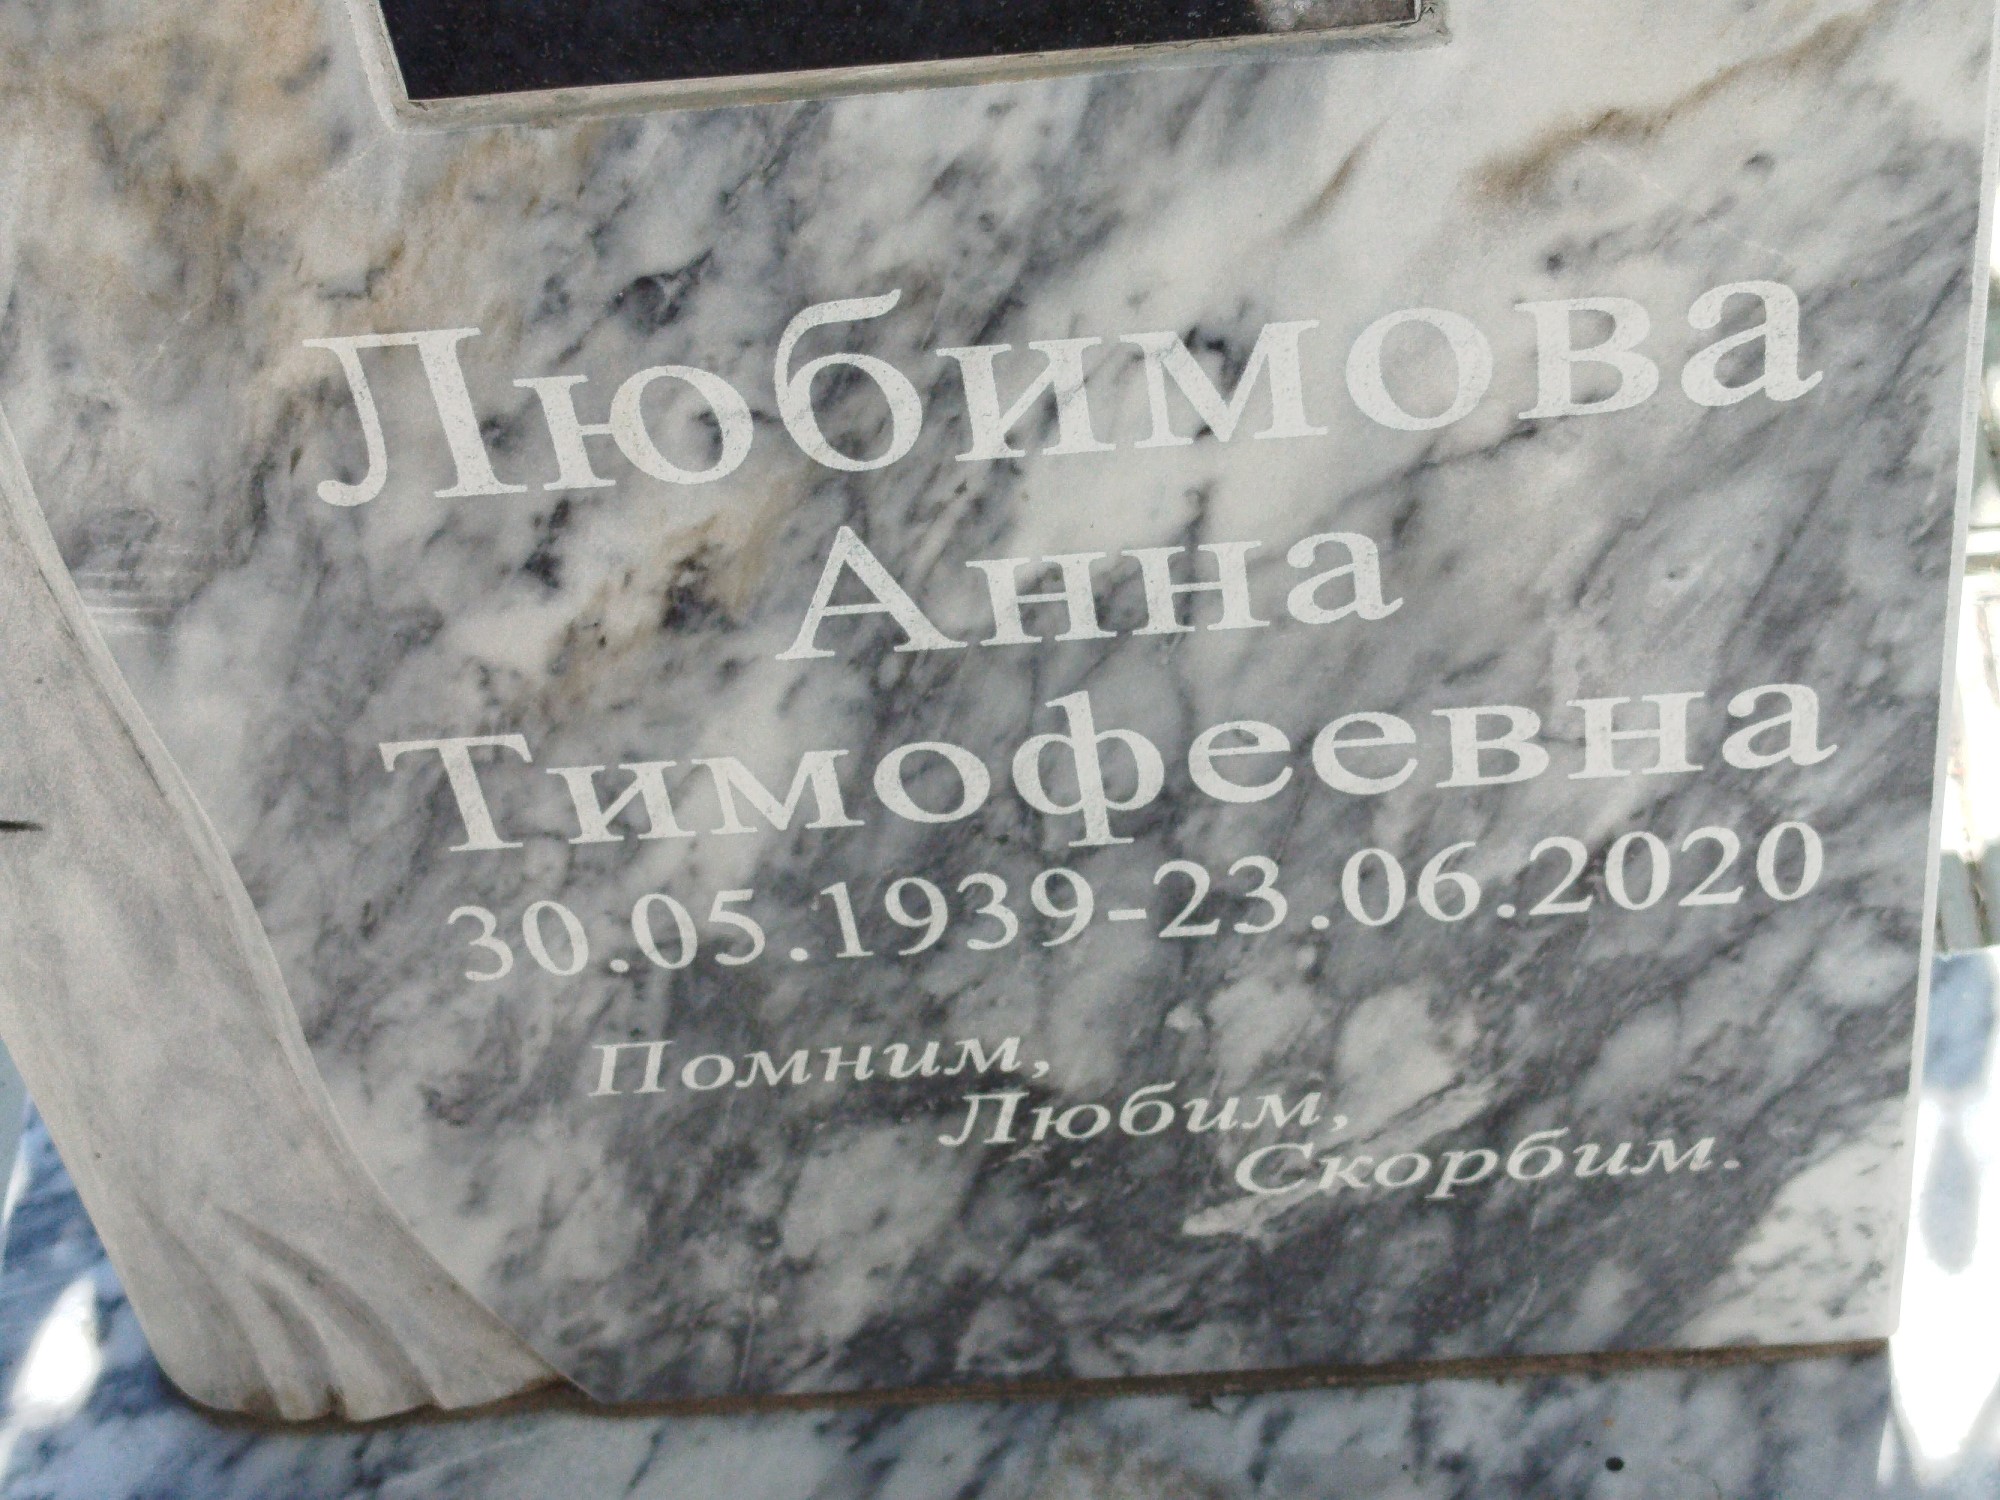 Любимова
Анна
Тимофеевна
30.05.1939-23.06.2020
Помним,
Любим,
Скорбим.